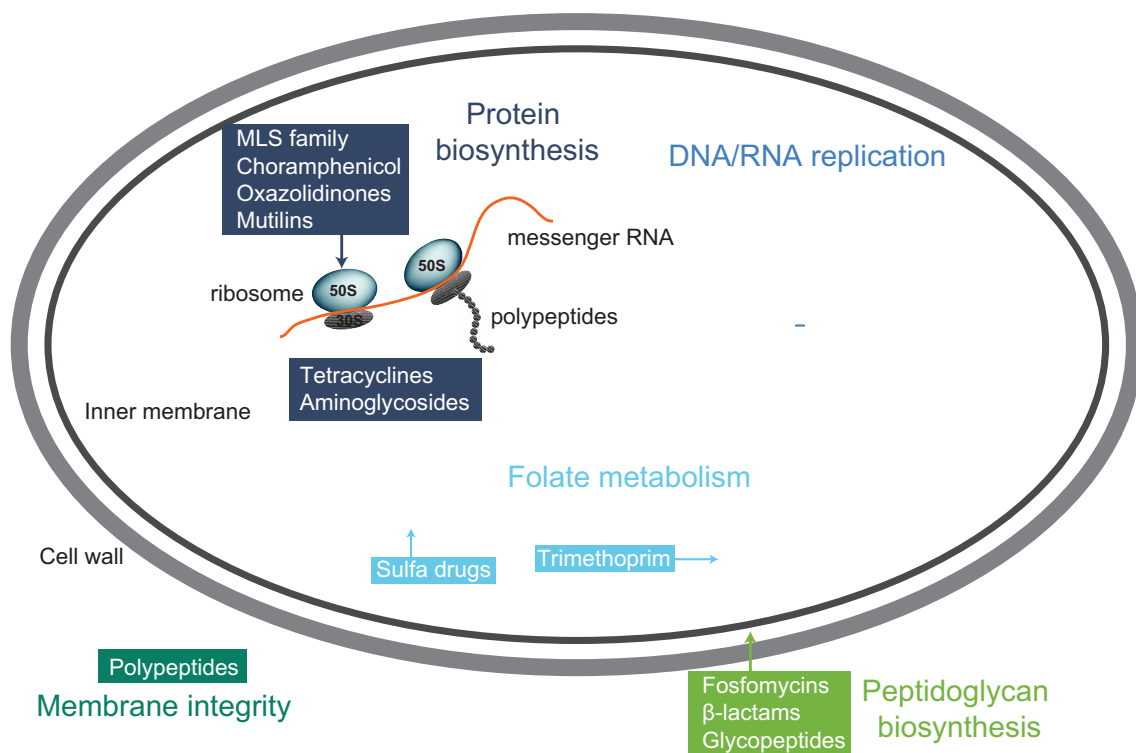 Protein
biosynthesis
DNA/RNA replication
MLS family
Choramphenicol
Oxazolidinones
Mutilins
messenger RNA
50S
ribosome
50S
30S
polypeptides
Tetracyclines
Aminoglycosides
Inner membrane
Folate metabolism
Cell wall
Sulfa drugs
Trimethoprim
Polypeptides
Membrane integrity
Fosfomycins
β-lactams
Glycopeptides
Peptidoglycan
biosynthesis